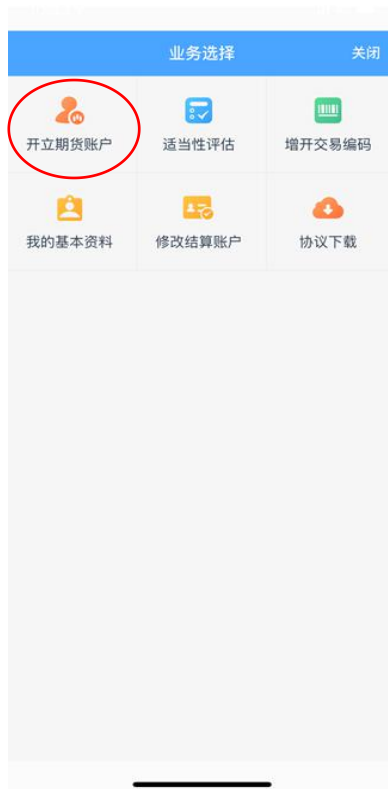 业务选择
关闭
开立期货账户
适当性评估
增开交易编码
我的基本资料
修改结算账户
协议下载